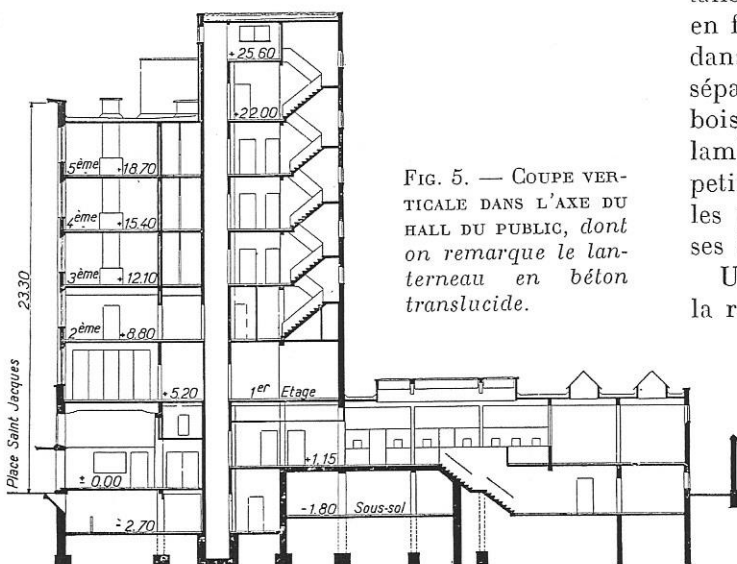 +25.60
+22.00
5ème +18.70
4ème +15.40
3ème +12.10
2ème +8.80
+5.20
1er Etage
+1.15
± 0.00
-1.80 Sous-sol
- 2.70
23.30
Place Saint Jacques
FIG. 5. — COUPE VER-
TICALE DANS L'AXE DU
HALL DU PUBLIC, dont
on remarque le lan-
terneau en béton
translucide.
en f
dans
sépa
bois
lam
peti
les
ses
U
la r